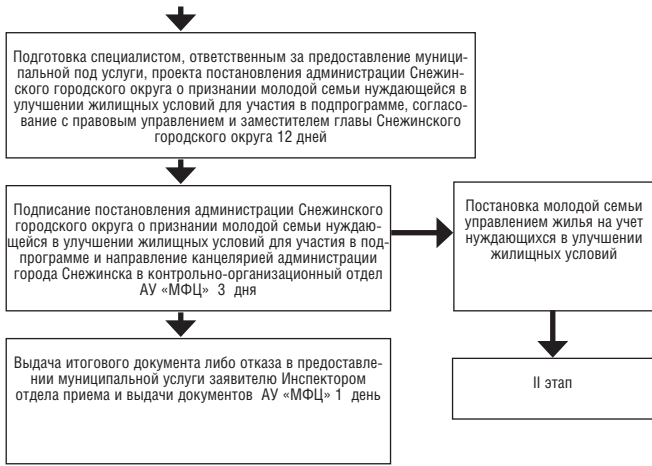 Подготовка специалистом, ответственным за предоставление муници-
пальной под услуги, проекта постановления администрации Снежин-
ского городского округа о признании молодой семьи нуждающейся в
улучшении жилищных условий для участия в подпрограмме, согласо-
вание с правовым управлением и заместителем главы Снежинского
городского округа 12 дней
Подписание постановления администрации Снежинского
городского округа о признании молодой семьи нуждаю-
щейся в улучшении жилищных условий для участия в под-
программе и направление канцелярией администрации
города Снежинска в контрольно-организационный отдел
АУ «МФЦ» 3 дня
Постановка молодой семьи
управлением жилья на учет
нуждающихся в улучшении
жилищных условий
Выдача итогового документа либо отказа в предоставле-
нии муниципальной услуги заявителю Инспектором
отдела приема и выдачи документов АУ «МФЦ» 1 день
II этап